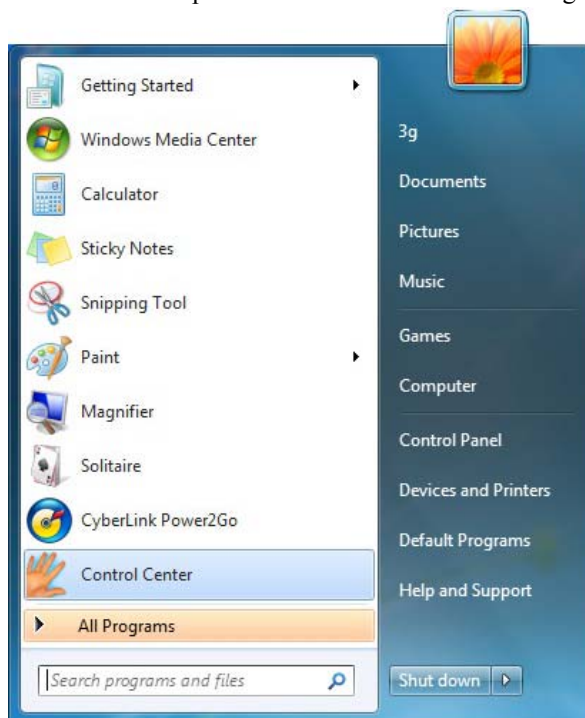 Getting Started
Windows Media Center
Calculator
Sticky Notes
Snipping Tool
Paint
Magnifier
Solitaire
CyberLink Power2Go
Control Center
All Programs
Search programs and files
3g
Documents
Pictures
Music
Games
Computer
Control Panel
Devices and Printers
Default Programs
Help and Support
Shut down